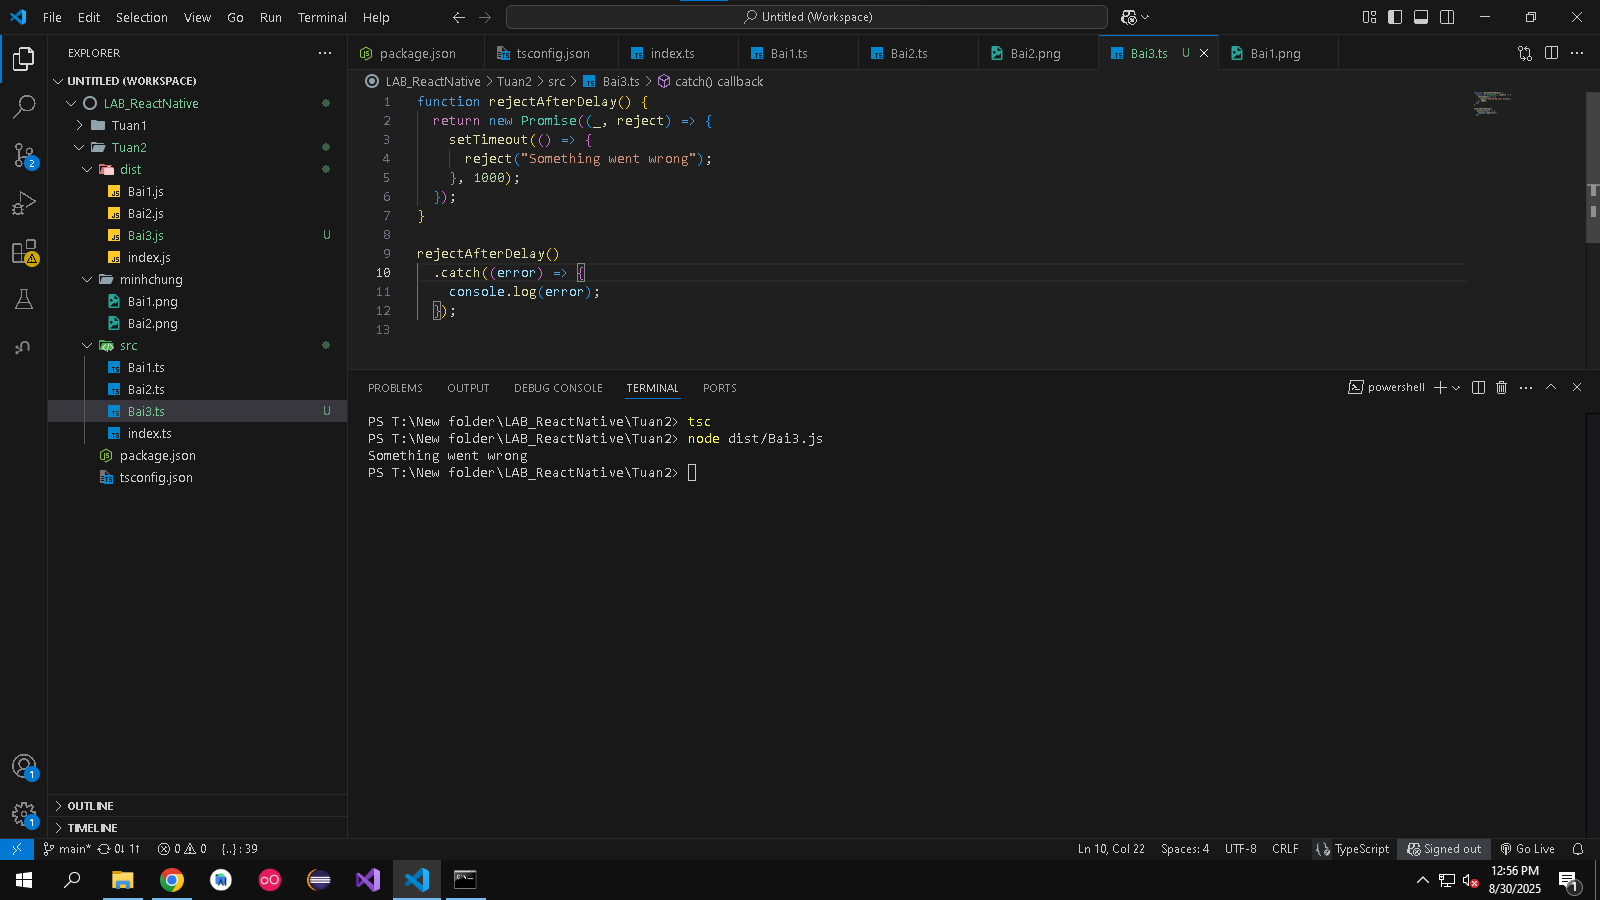 File Edit Selection View Go Run Terminal Help
Untitled (Workspace)
EXPLORER
UNTITLED (WORKSPACE)
LAB_ReactNative
Tuan1
Tuan2
dist
Bai1.js
Bai2.js
Bai3.js U
index.js
minhchung
Bai1.png
Bai2.png
src
Bai1.ts
Bai2.ts
Bai3.ts U
index.ts
package.json
tsconfig.json
OUTLINE
TIMELINE
package.json tsconfig.json index.ts Bai1.ts Bai2.ts Bai2.png Bai3.ts U Bai1.png
LAB_ReactNative > Tuan2 > src > Bai3.ts > catch() callback
1 function rejectAfterDelay() {
2 return new Promise((_, reject) => {
3 setTimeout(() => {
4 reject("Something went wrong");
5 }, 1000);
6 });
7 }
8
9 rejectAfterDelay()
10 .catch((error) => {
11 console.log(error);
12 });
13
PROBLEMS OUTPUT DEBUG CONSOLE TERMINAL PORTS
powershell
PS T:\New folder\LAB_ReactNative\Tuan2> tsc
PS T:\New folder\LAB_ReactNative\Tuan2> node dist/Bai3.js
Something went wrong
PS T:\New folder\LAB_ReactNative\Tuan2>
2
1
1
main* 0↓ 1↑ 0 0 {..} : 39
Ln 10, Col 22 Spaces: 4 UTF-8 CRLF TypeScript Signed out Go Live
12:56 PM
8/30/2025
1